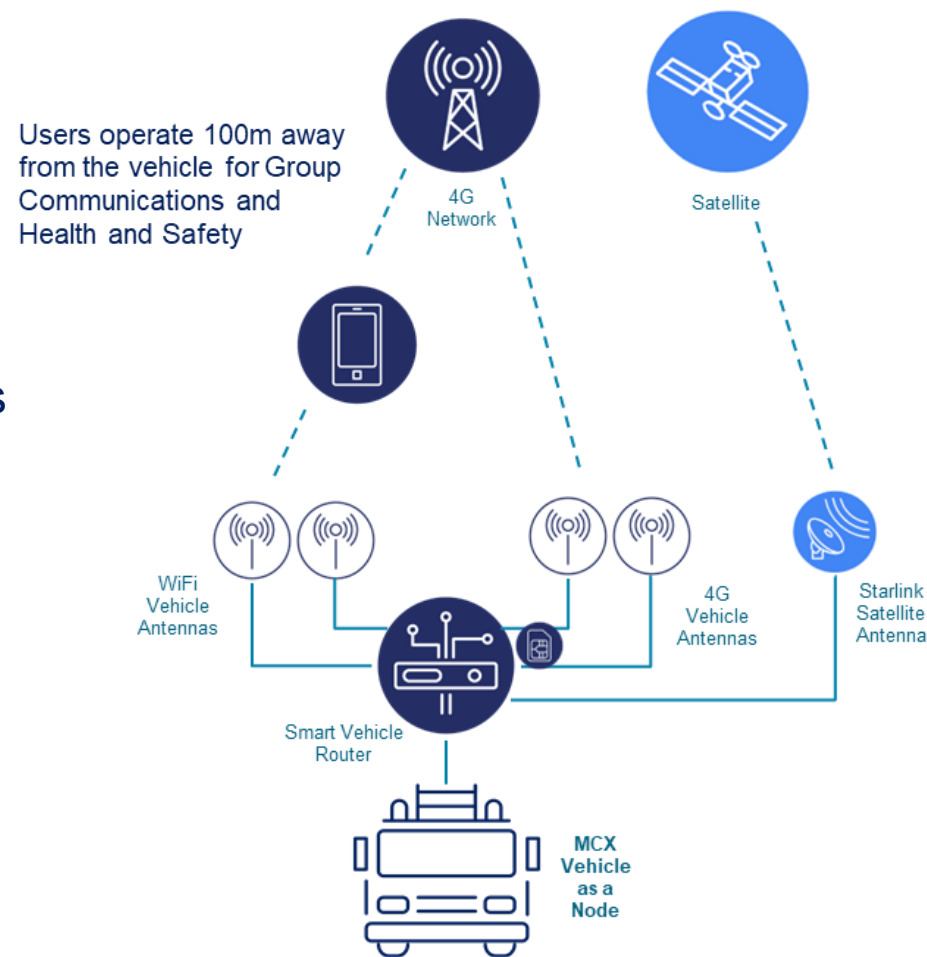 Users operate 100m away
from the vehicle for Group
Communications and
Health and Safety
4G
Network
Satellite
s
WiFi
Vehicle
Antennas
4G
Vehicle
Antennas
Starlink
Satellite
Antenna
Smart Vehicle
Router
MCX
Vehicle
as a
Node